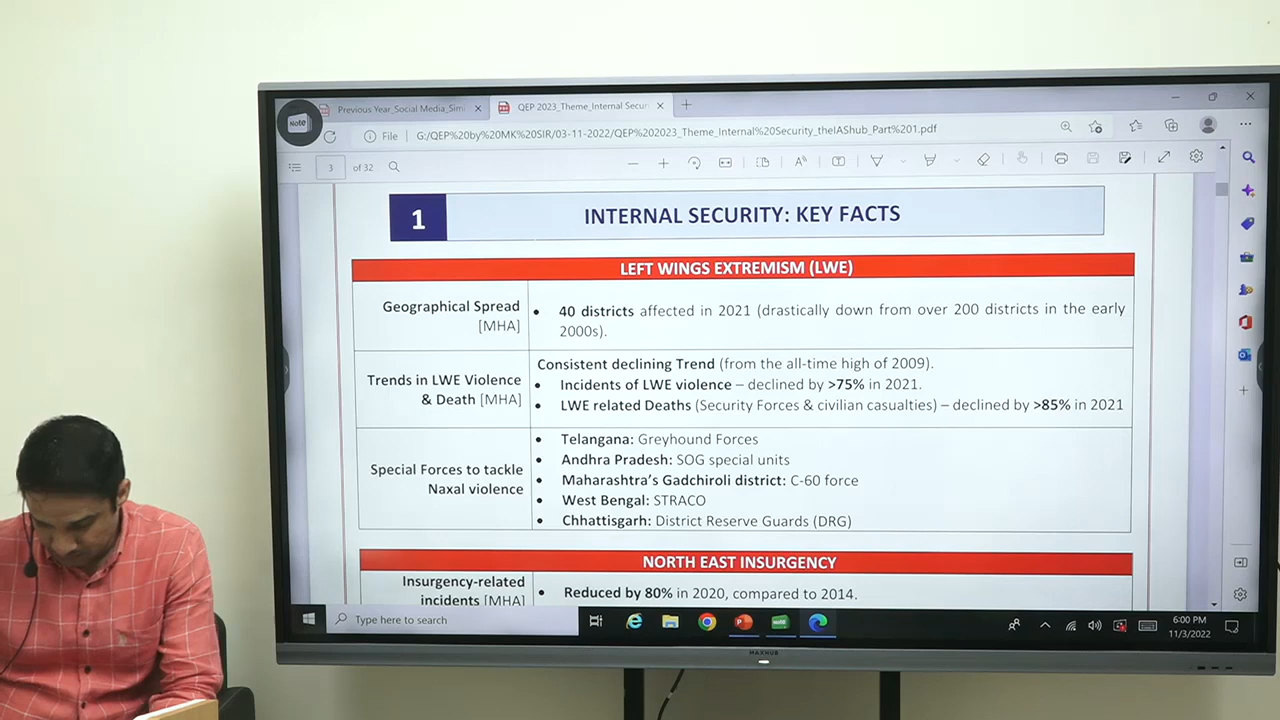 Note
Previous Year_Social Media_Simi
QEP 2023_Theme_Internal Secur
File
G:/QEP%20by%20MK%20SIR/03-11-2022/QEP%202023_Theme_Internal%20Security_theIAShub_Part%201.pdf
3 of 32
1
INTERNAL SECURITY: KEY FACTS
LEFT WINGS EXTREMISM (LWE)
Geographical Spread
[MHA]
• 40 districts affected in 2021 (drastically down from over 200 districts in the early
2000s).
Trends in LWE Violence
& Death [MHA]
Consistent declining Trend (from the all-time high of 2009).
• Incidents of LWE violence – declined by >75% in 2021.
• LWE related Deaths (Security Forces & civilian casualties) – declined by >85% in 2021
Special Forces to tackle
Naxal violence
• Telangana: Greyhound Forces
• Andhra Pradesh: SOG special units
• Maharashtra's Gadchiroli district: C-60 force
• West Bengal: STRACO
• Chhattisgarh: District Reserve Guards (DRG)
NORTH EAST INSURGENCY
Insurgency-related
incidents [MHA]
• Reduced by 80% in 2020, compared to 2014.
Type here to search
6:00 PM
11/3/2022
MAXHUB